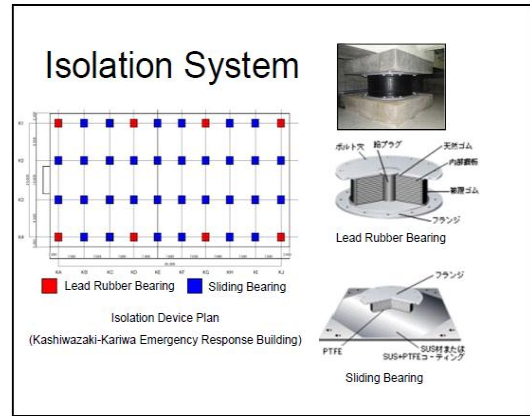 Isolation System
K1
K2
K3
K4
KA KB KC KD KE KF KG KH KI KJ
Lead Rubber Bearing
Sliding Bearing
Isolation Device Plan
(Kashiwazaki-Kariwa Emergency Response Building)
ボルト穴
鉛プラグ
天然ゴム
内部鋼板
被覆ゴム
フランジ
Lead Rubber Bearing
フランジ
PTFE
SUS材または
SUS+PTFEコーティング
Sliding Bearing